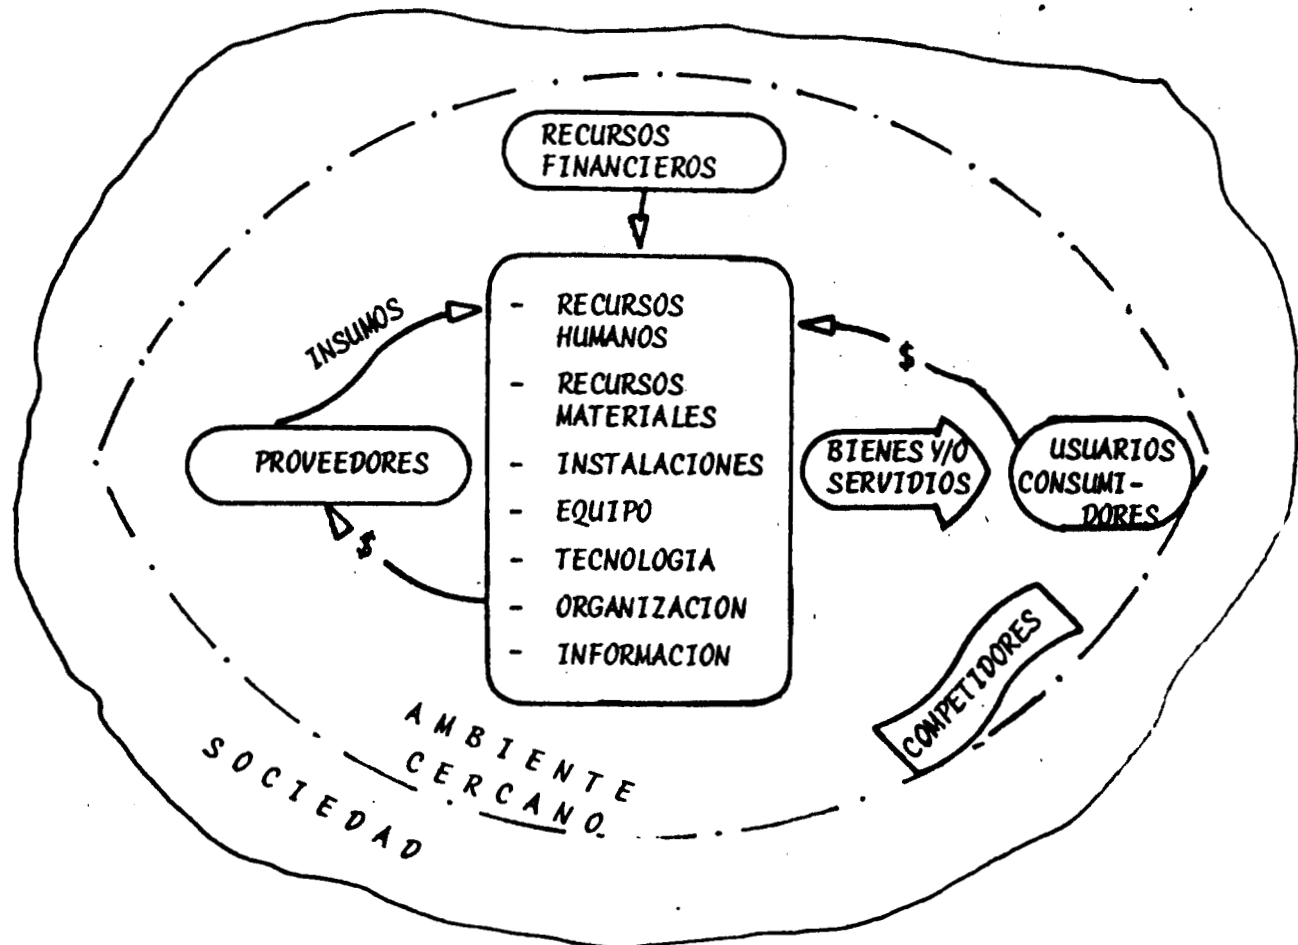 RECURSOS
FINANCIEROS
INSUMOS
PROVEEDORES
$
- RECURSOS
HUMANOS
- RECURSOS
MATERIALES
- INSTALACIONES
- EQUIPO
- TECNOLOGIA
- ORGANIZACION
- INFORMACION
$
BIENES Y/O
SERVIDIOS
USUARIOS
CONSUMI-
DORES
COMPETIDORES
AMBIENTE
CERCANO
SOCIEDAD